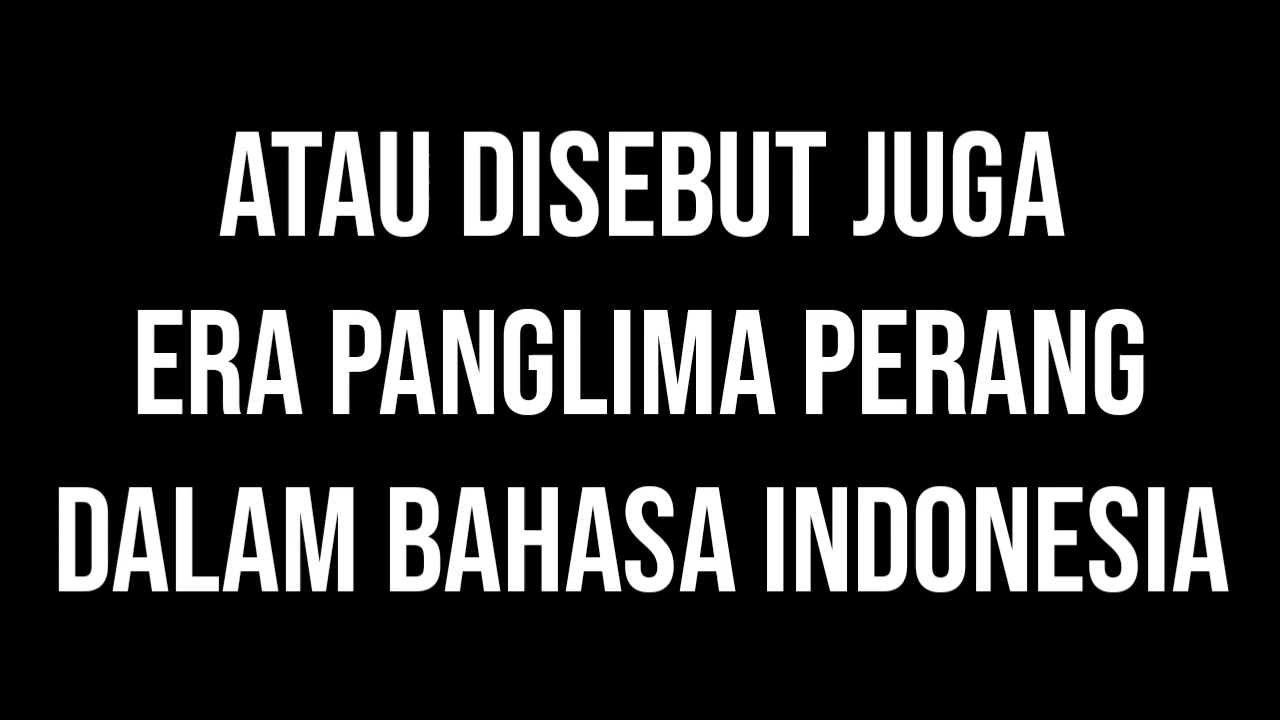 ATAU DISEBUT JUGA
ERA PANGLIMA PERANG
DALAM BAHASA INDONESIA